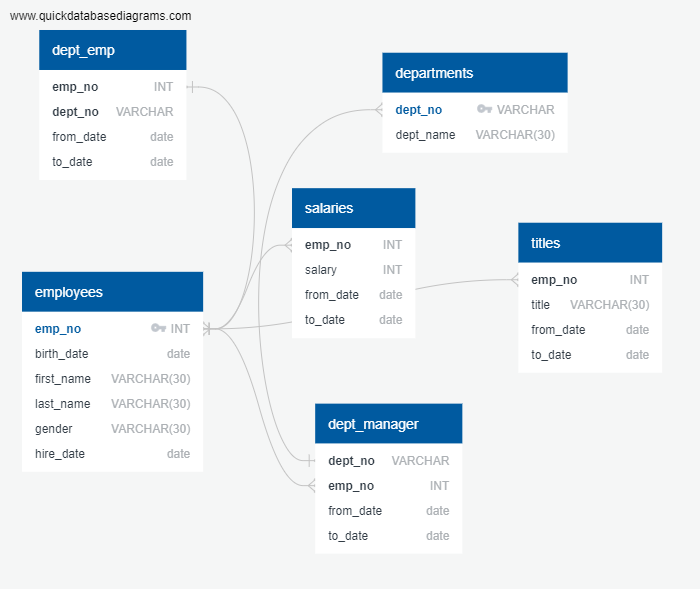 www.quickdatabasediagrams.com
dept_emp
emp_no INT
dept_no VARCHAR
from_date date
to_date date
departments
dept_no VARCHAR
dept_name VARCHAR(30)
salaries
emp_no INT
salary INT
from_date date
to_date date
titles
emp_no INT
title VARCHAR(30)
from_date date
to_date date
employees
emp_no INT
birth_date date
first_name VARCHAR(30)
last_name VARCHAR(30)
gender VARCHAR(30)
hire_date date
dept_manager
dept_no VARCHAR
emp_no INT
from_date date
to_date date